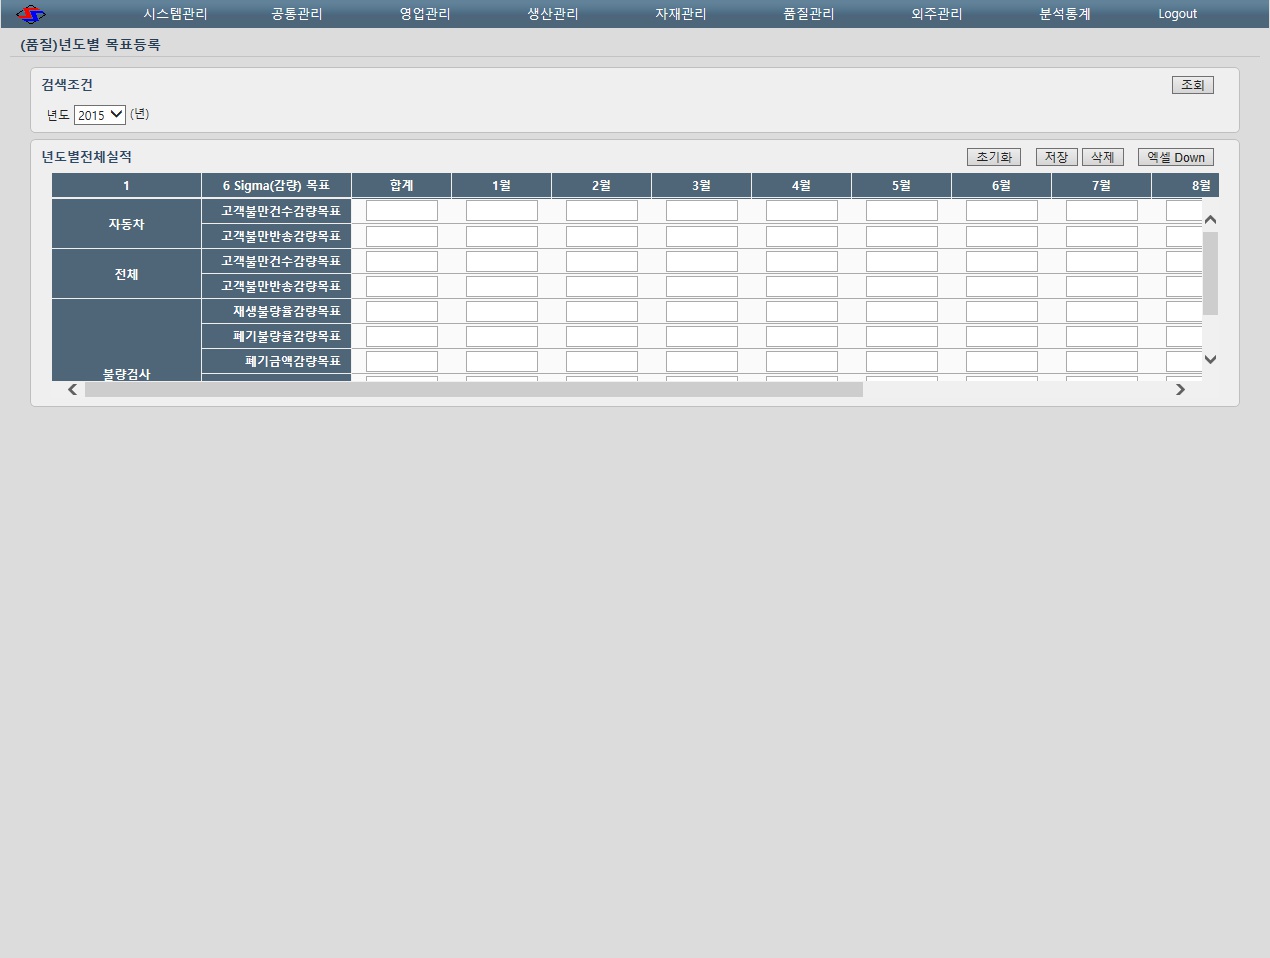 시스템관리 공통관리 영업관리 생산관리 자재관리 품질관리 외주관리 분석통계 Logout
(품질)년도별 목표등록
검색조건 조회
년도 2015 (년)
년도별전체실적 초기화 저장 삭제 엑셀 Down
1 6 Sigma(감량) 목표 합계 1월 2월 3월 4월 5월 6월 7월 8월
자동차 고객불만건수감량목표
고객불만반송감량목표
전체 고객불만건수감량목표
고객불만반송감량목표
재생불량율감량목표
폐기불량율감량목표
폐기금액감량목표
불량검사